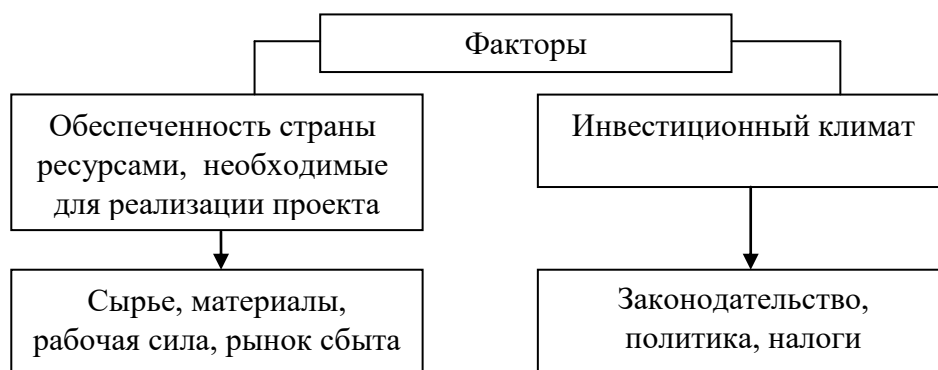 Факторы
Обеспеченность страны
ресурсами, необходимые
для реализации проекта
Инвестиционный климат
Сырье, материалы,
рабочая сила, рынок сбыта
Законодательство,
политика, налоги